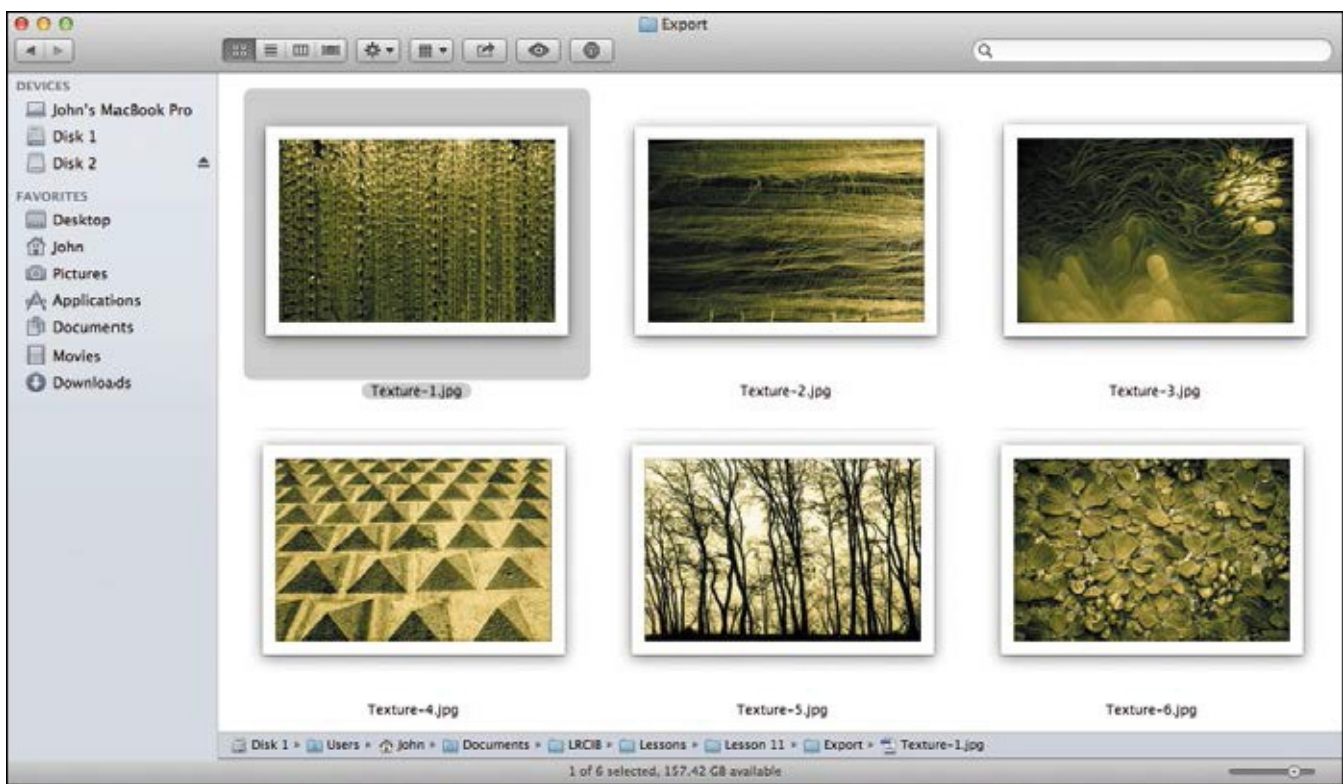 Export
DEVICES
John's MacBook Pro
Disk 1
Disk 2
FAVORITES
Desktop
John
Pictures
Applications
Documents
Movies
Downloads
Texture-1.jpg
Texture-2.jpg
Texture-3.jpg
Texture-4.jpg
Texture-5.jpg
Texture-6.jpg
Disk 1 ▸ Users ▸ John ▸ Documents ▸ LRCIB ▸ Lessons ▸ Lesson 11 ▸ Export ▸ Texture-1.jpg
1 of 6 selected, 157.42 GB available